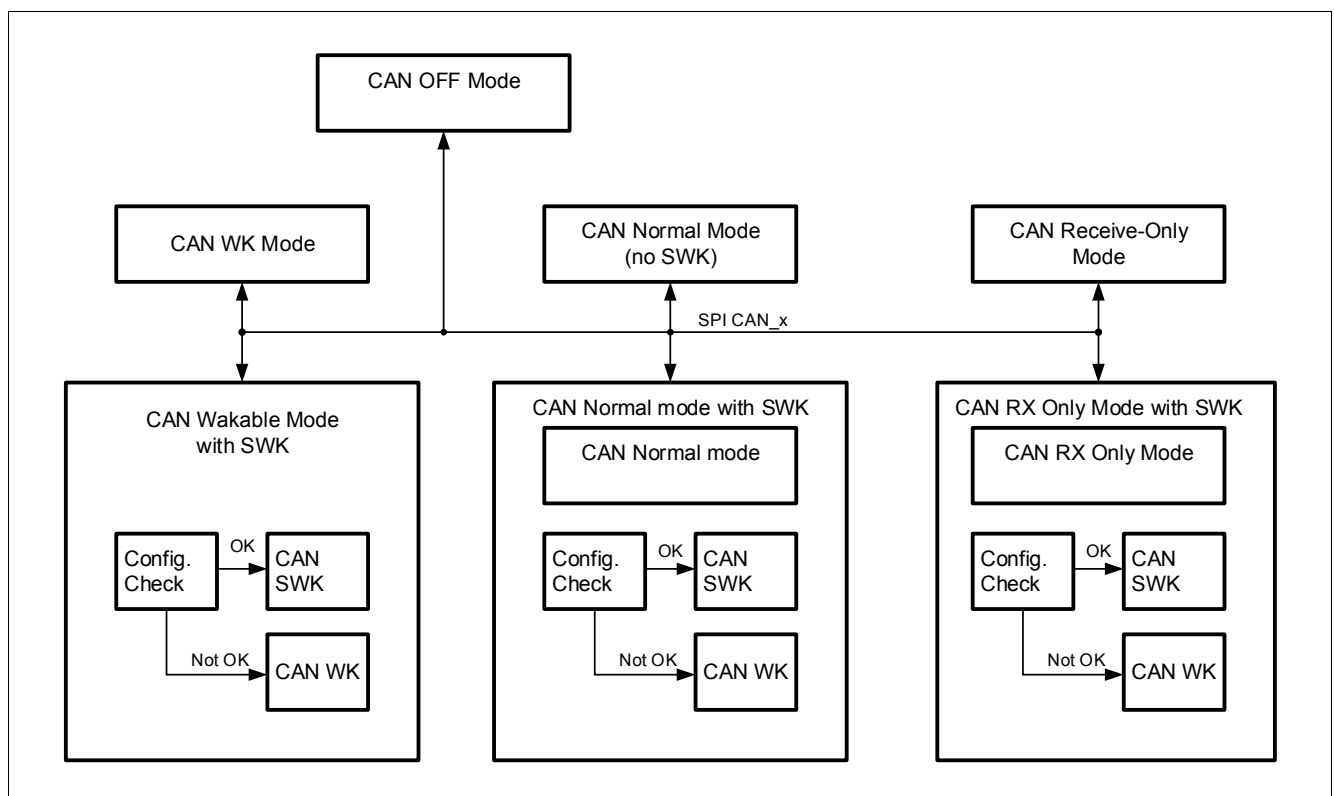 CAN OFF Mode
CAN WK Mode
CAN Normal Mode
(no SWK)
CAN Receive-Only
Mode
SPI CAN_x
CAN Wakable Mode
with SWK
Config.
Check
OK
CAN
SWK
Not OK
CAN WK
CAN Normal mode with SWK
CAN Normal mode
Config.
Check
OK
CAN
SWK
Not OK
CAN WK
CAN RX Only Mode with SWK
CAN RX Only Mode
Config.
Check
OK
CAN
SWK
Not OK
CAN WK